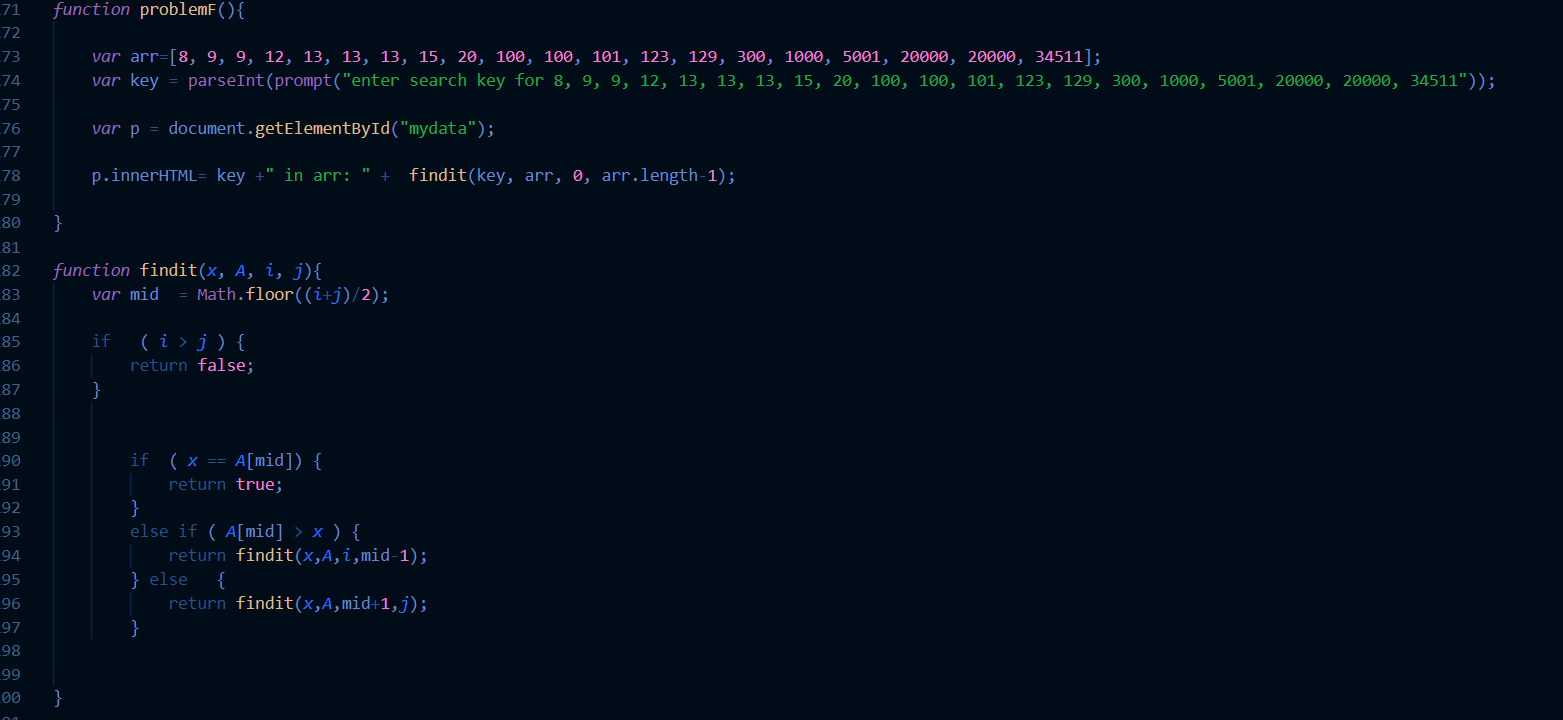 71 function problemF(){
72
73 var arr=[8, 9, 9, 12, 13, 13, 13, 15, 20, 100, 100, 101, 123, 129, 300, 1000, 5001, 20000, 20000, 34511];
74 var key = parseInt(prompt("enter search key for 8, 9, 9, 12, 13, 13, 13, 15, 20, 100, 100, 101, 123, 129, 300, 1000, 5001, 20000, 20000, 34511"));
75
76 var p = document.getElementById("mydata");
77
78 p.innerHTML= key +" in arr: " + findit(key, arr, 0, arr.length-1);
79
80 }
81
82 function findit(x, A, i, j){
83 var mid = Math.floor((i+j)/2);
84
85 if ( i > j ) {
86 return false;
87 }
88
89
90 if ( x == A[mid]) {
91 return true;
92 }
93 else if ( A[mid] > x ) {
94 return findit(x,A,i,mid-1);
95 } else {
96 return findit(x,A,mid+1,j);
97 }
98
99
00 }